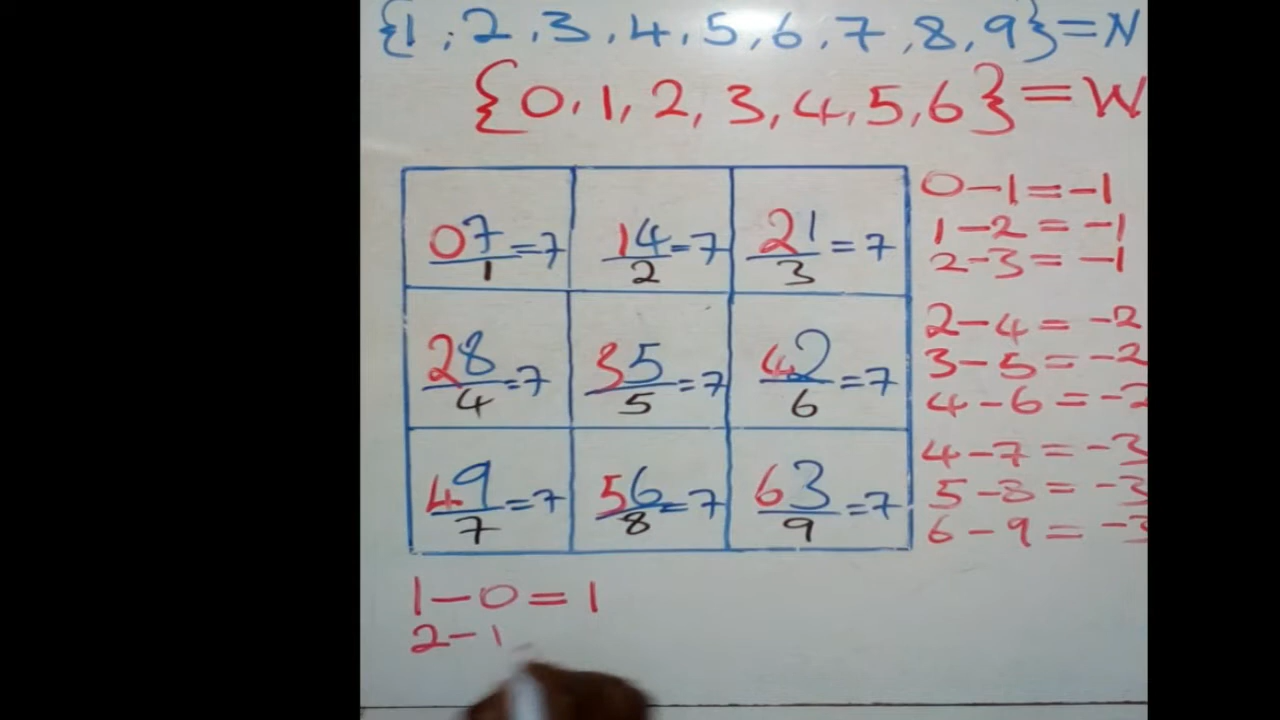 {1,2,3,4,5,6,7,8,9}=N
{0,1,2,3,4,5,6}=W
07/1=7 14/2=7 21/3=7
28/4=7 35/5=7 42/6=7
49/7=7 56/8=7 63/9=7
0-1=-1
1-2=-1
2-3=-1
2-4=-2
3-5=-2
4-6=-2
4-7=-3
5-8=-3
6-9=-3
1-0=1
2-1